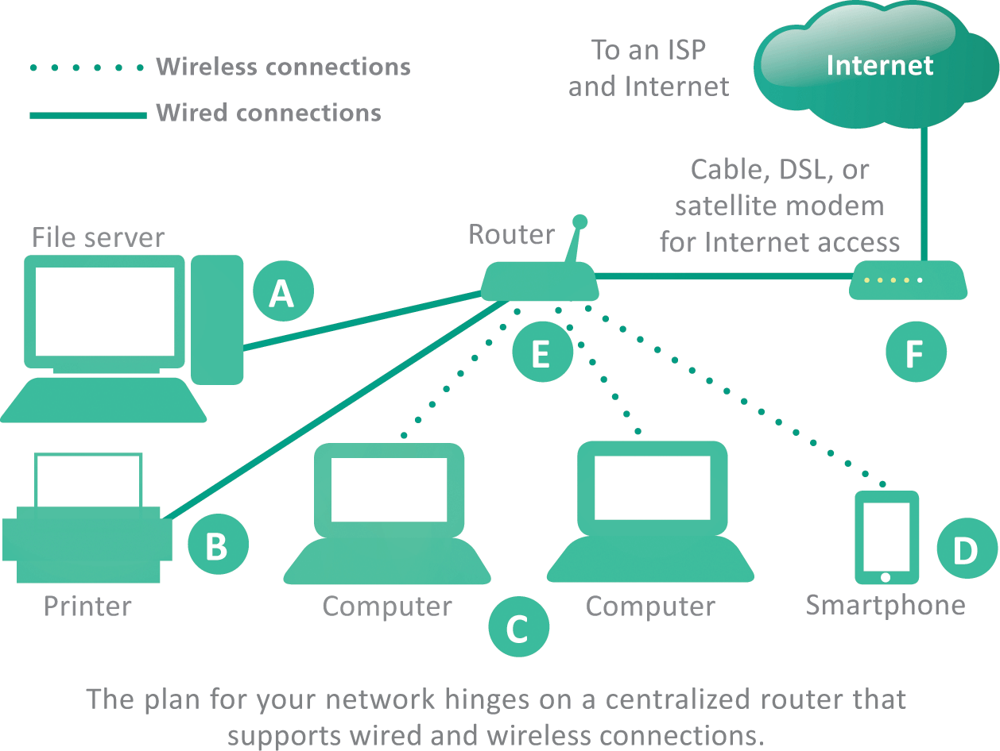 Wireless connections
Wired connections
To an ISP
and Internet
Internet
Cable, DSL, or
satellite modem
for Internet access
File server
Router
A
E
F
B
D
Printer
Computer
Computer
Smartphone
C
The plan for your network hinges on a centralized router that
supports wired and wireless connections.